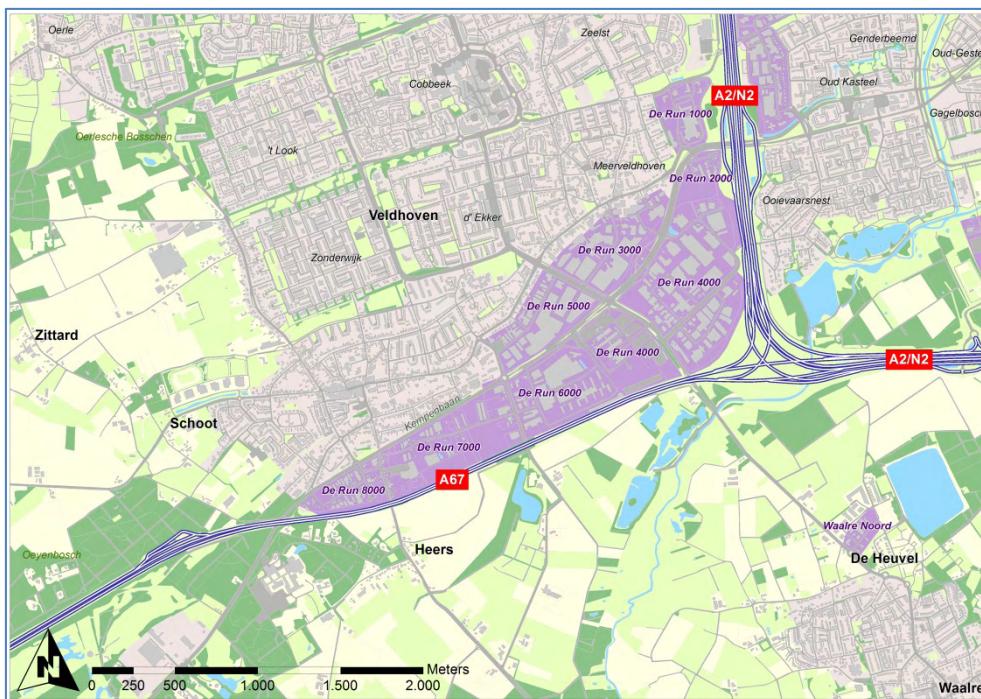 Oerle
Zeelst
Genderbeemd
Oud-Geste
Cobbeek
Oud Kasteel
A2/N2
De Run 1000
Gagelbosch
Oerlesche Bosschen
't Look
Meerveldhoven
De Run 2000
Ooievaarsnest
Veldhoven
d' Ekker
Zonderwijk
De Run 3000
De Run 4000
De Run 5000
Zittard
De Run 4000
A2/N2
De Run 6000
Kempenbaan
Schoot
De Run 7000
A67
De Run 8000
Waalre Noord
Heers
De Heuvel
Oeyenbosch
N
Meters
0 250 500 1.000 1.500 2.000
Waalre